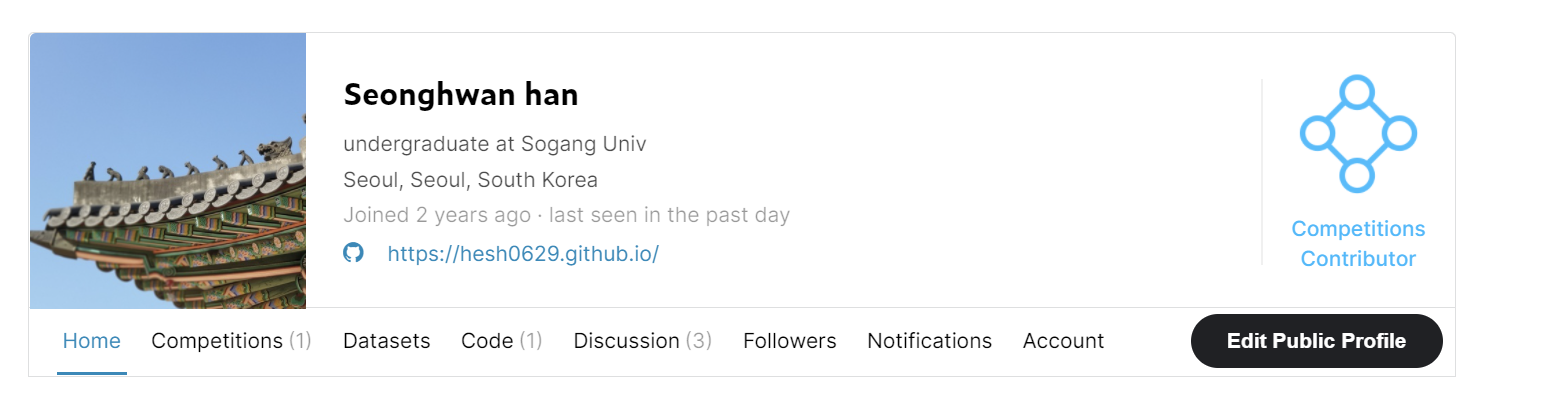 Seonghwan han
undergraduate at Sogang Univ
Seoul, Seoul, South Korea
Joined 2 years ago · last seen in the past day
https://hesh0629.github.io/
Competitions
Contributor
Home Competitions (1) Datasets Code (1) Discussion (3) Followers Notifications Account Edit Public Profile